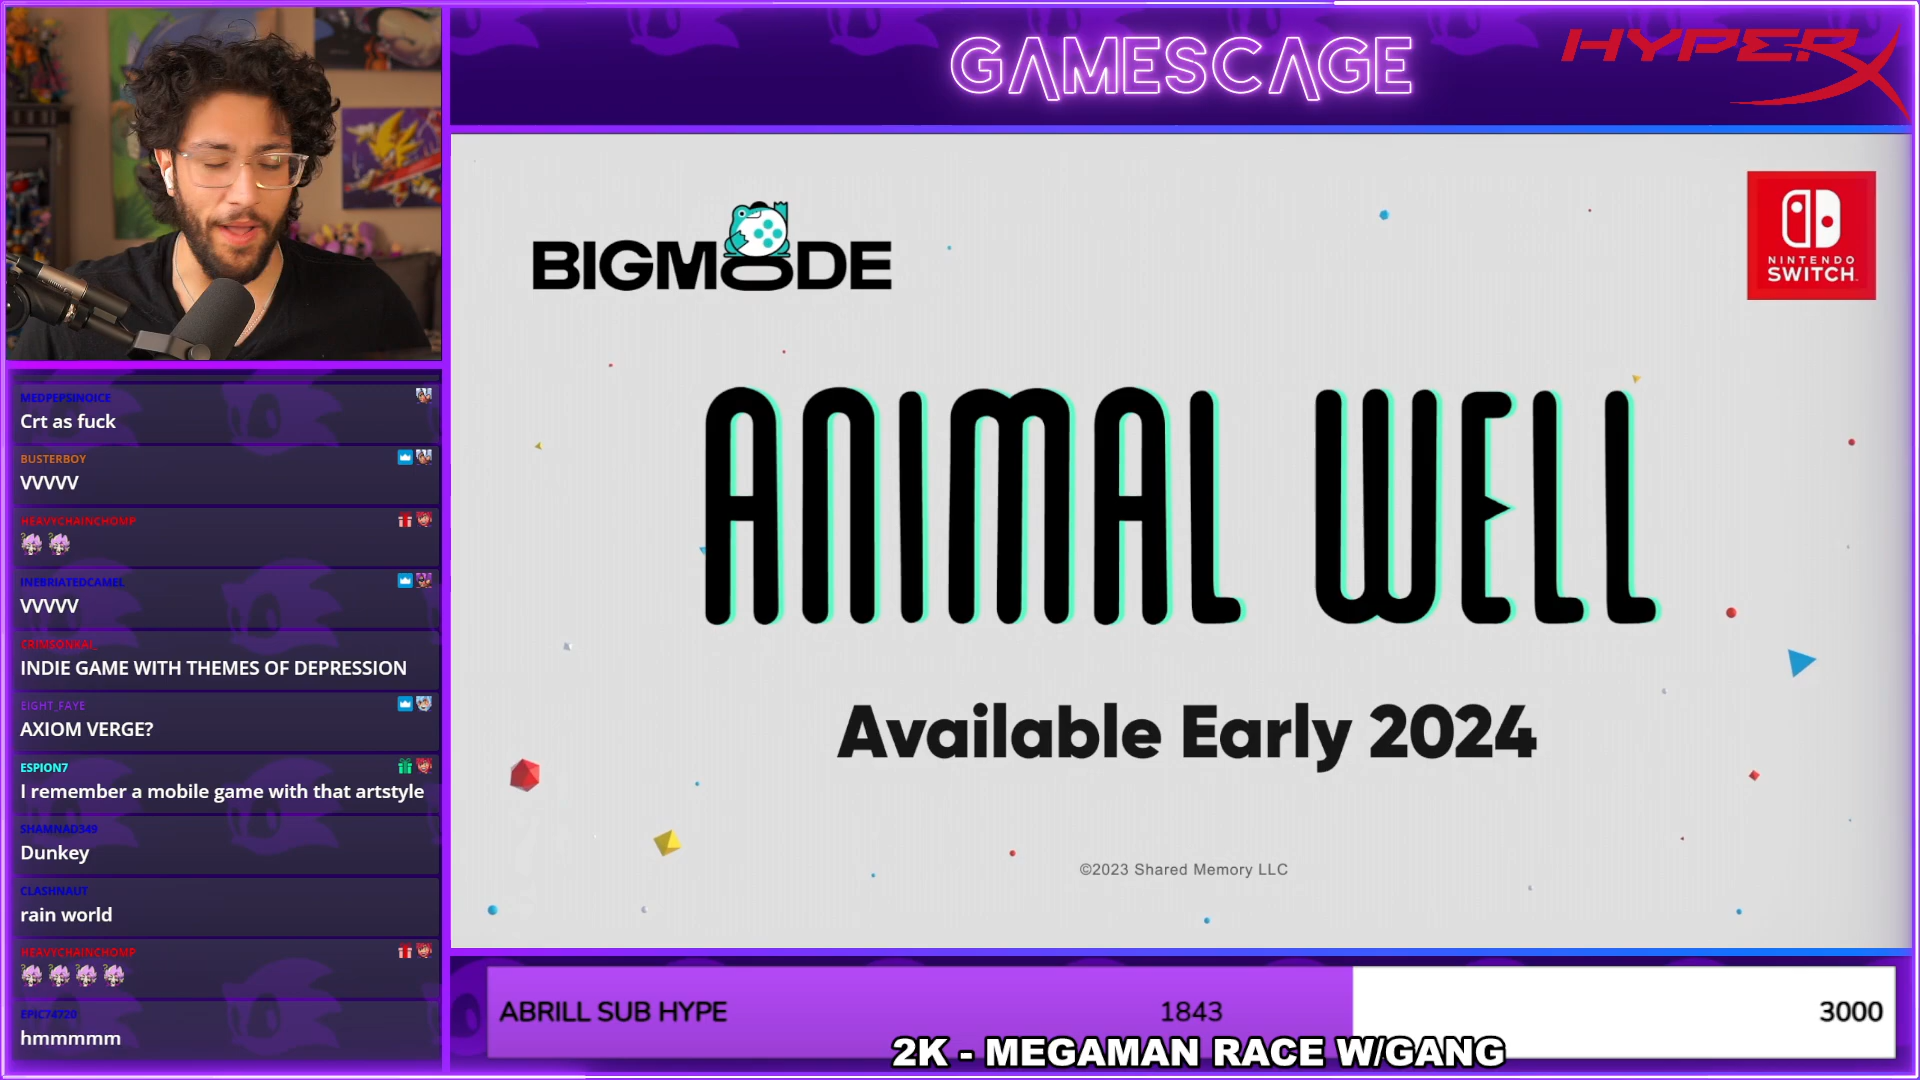 GAMESCAGE
HYPERX
BIGMODE
NINTENDO
SWITCH
ANIMAL WELL
Available Early 2024
©2023 Shared Memory LLC
MEDPEPSINOICE
Crt as fuck
BUSTERBOY
VVVVV
HEAVYCHAINCHOMP
INEBRIATEDCAMEL
VVVVV
CRIMSONKAI_
INDIE GAME WITH THEMES OF DEPRESSION
EIGHT_FAYE
AXIOM VERGE?
ESPION7
I remember a mobile game with that artstyle
SHAMNAD349
Dunkey
CLASHNAUT
rain world
HEAVYCHAINCHOMP
EPIC74720
hmmmmm
ABRILL SUB HYPE 1843 3000
2K - MEGAMAN RACE W/GANG